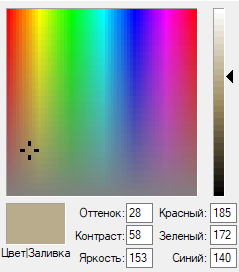 Оттенок: 28 Красный: 185
Контраст: 58 Зеленый: 172
Цвет|Заливка Яркость: 153 Синий: 140